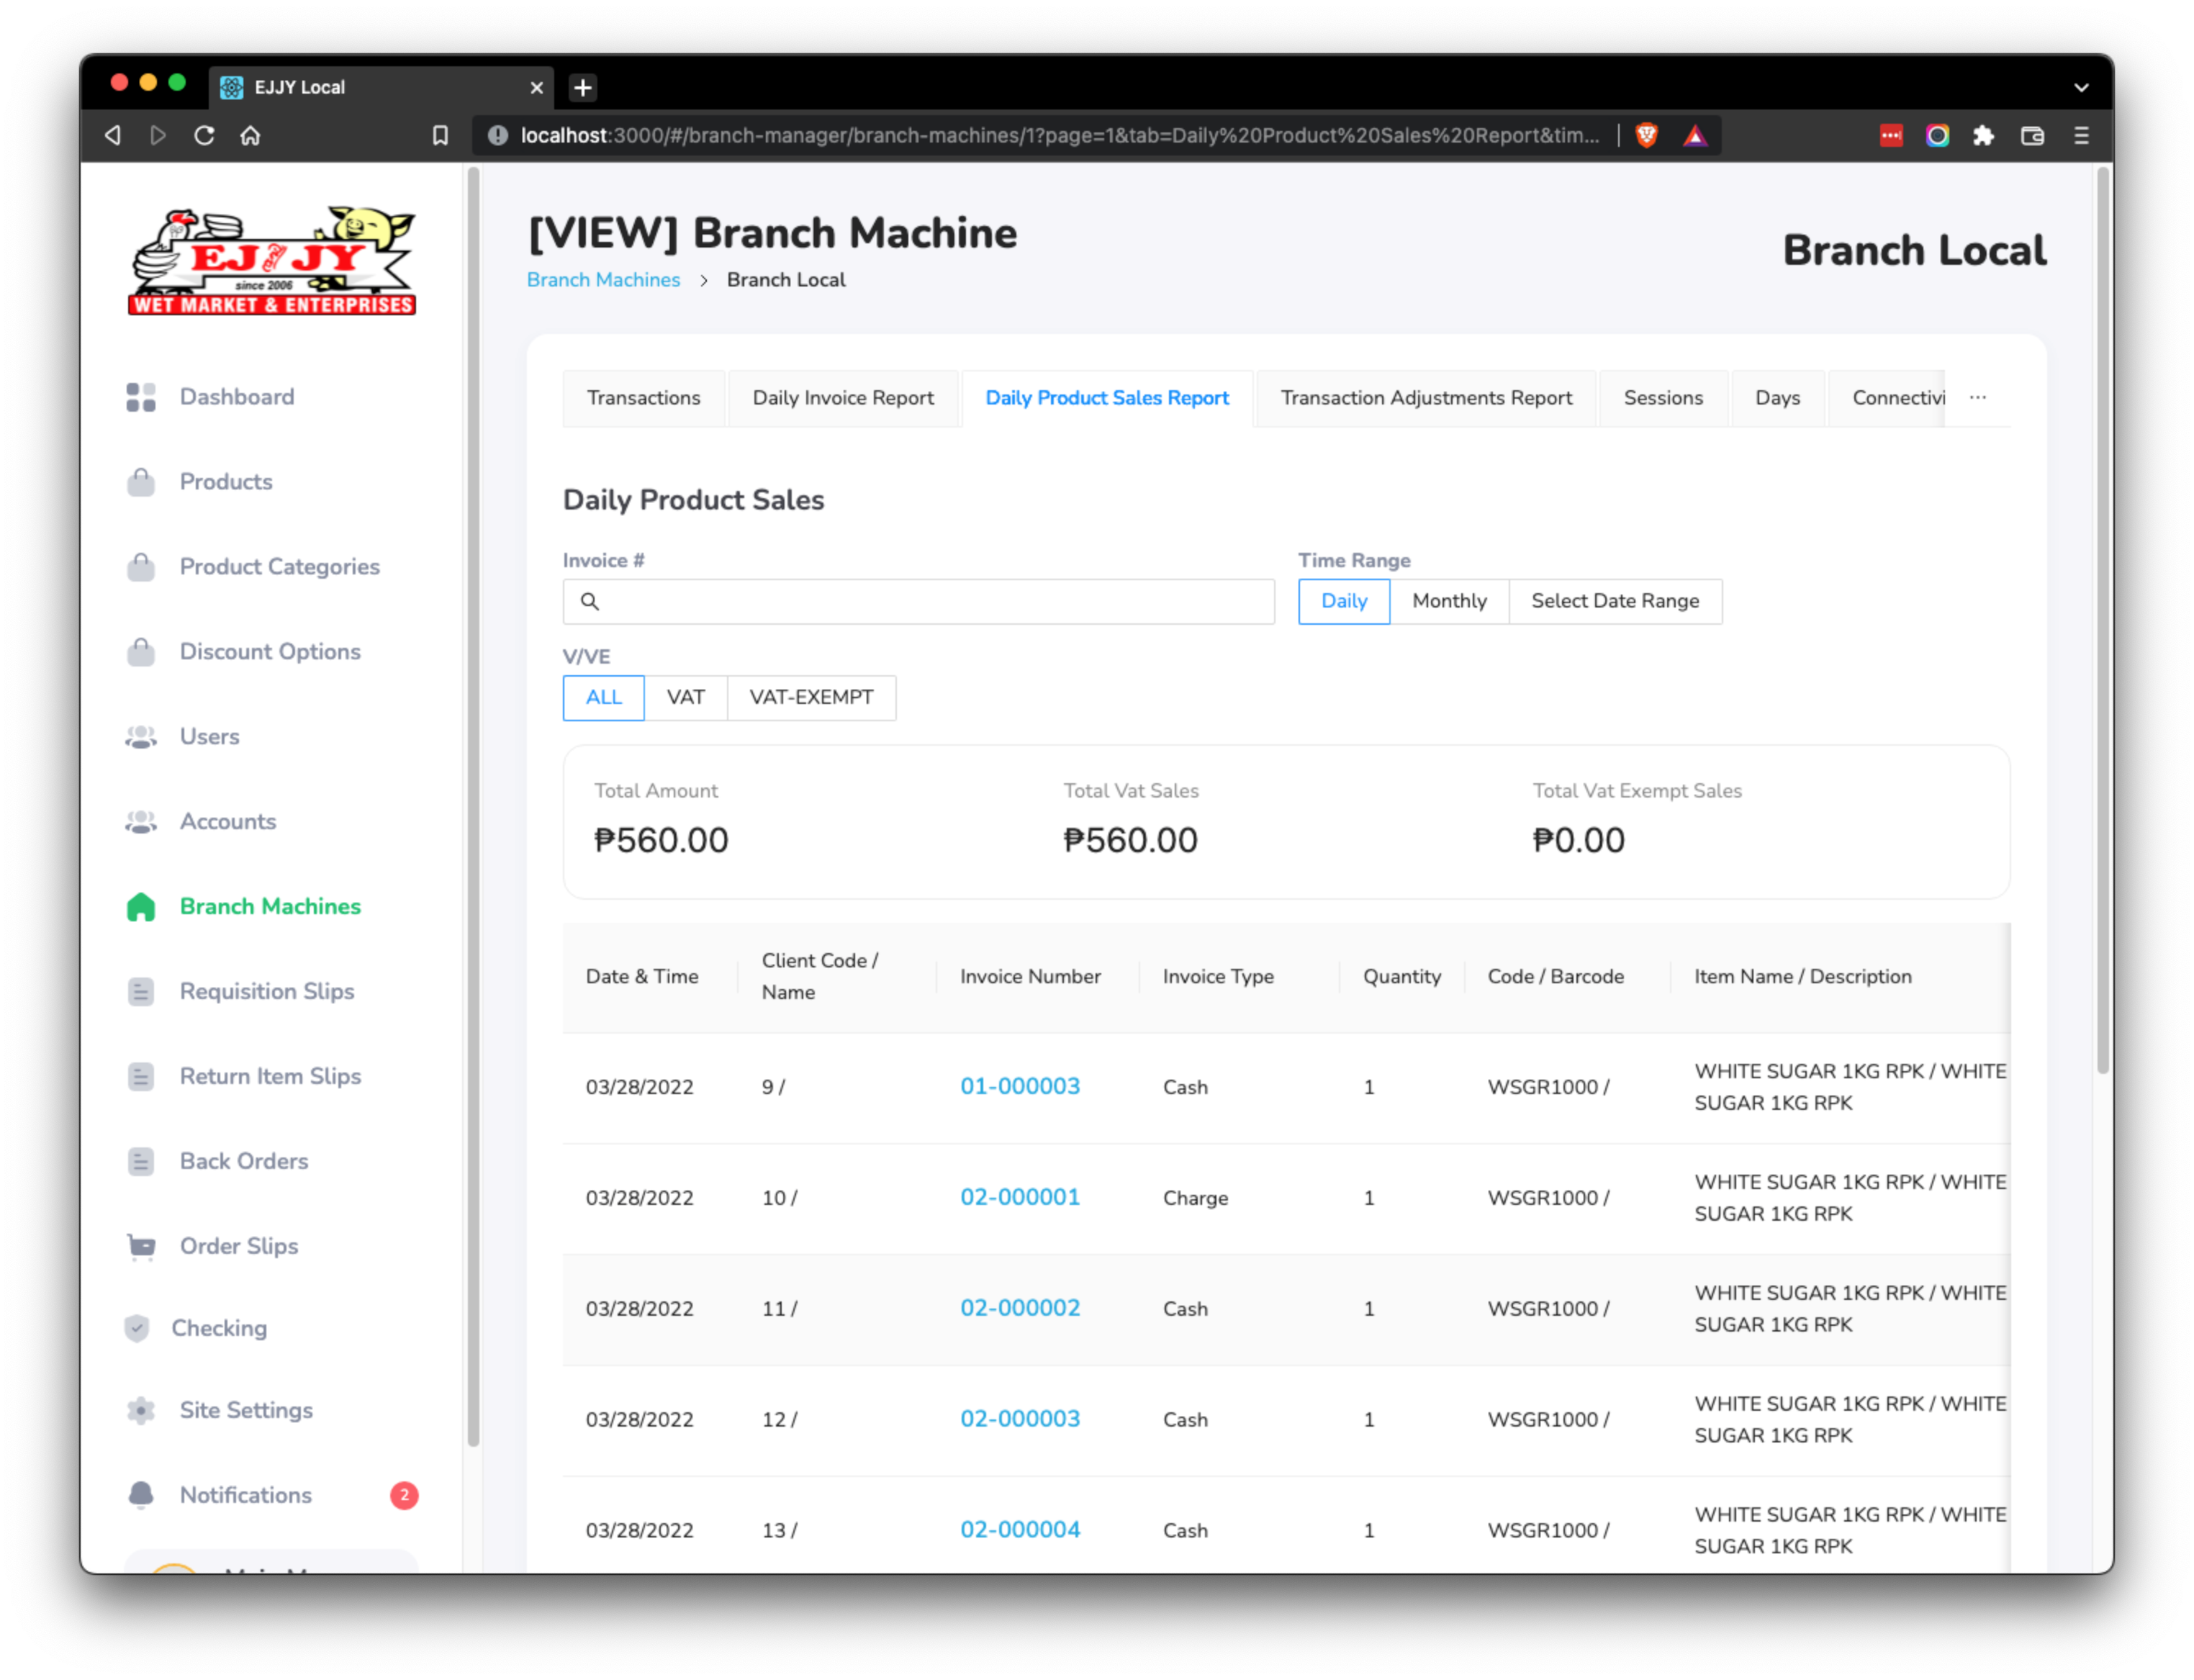 EJJY Local
localhost:3000/#/branch-manager/branch-machines/1?page=1&tab=Daily%20Product%20Sales%20Report&tim...
EJ and JY
since 2006
WET MARKET & ENTERPRISES
Dashboard
Products
Product Categories
Discount Options
Users
Accounts
Branch Machines
Requisition Slips
Return Item Slips
Back Orders
Order Slips
Checking
Site Settings
Notifications 2
[VIEW] Branch Machine
Branch Machines > Branch Local
Branch Local
Transactions Daily Invoice Report Daily Product Sales Report Transaction Adjustments Report Sessions Days Connectivi ...
Daily Product Sales
Invoice # Time Range
Daily Monthly Select Date Range
V/VE
ALL VAT VAT-EXEMPT
Total Amount Total Vat Sales Total Vat Exempt Sales
₱560.00 ₱560.00 ₱0.00
Date & Time Client Code / Name Invoice Number Invoice Type Quantity Code / Barcode Item Name / Description
03/28/2022 9 / 01-000003 Cash 1 WSGR1000 / WHITE SUGAR 1KG RPK / WHITE
SUGAR 1KG RPK
03/28/2022 10 / 02-000001 Charge 1 WSGR1000 / WHITE SUGAR 1KG RPK / WHITE
SUGAR 1KG RPK
03/28/2022 11 / 02-000002 Cash 1 WSGR1000 / WHITE SUGAR 1KG RPK / WHITE
SUGAR 1KG RPK
03/28/2022 12 / 02-000003 Cash 1 WSGR1000 / WHITE SUGAR 1KG RPK / WHITE
SUGAR 1KG RPK
03/28/2022 13 / 02-000004 Cash 1 WSGR1000 / WHITE SUGAR 1KG RPK / WHITE
SUGAR 1KG RPK